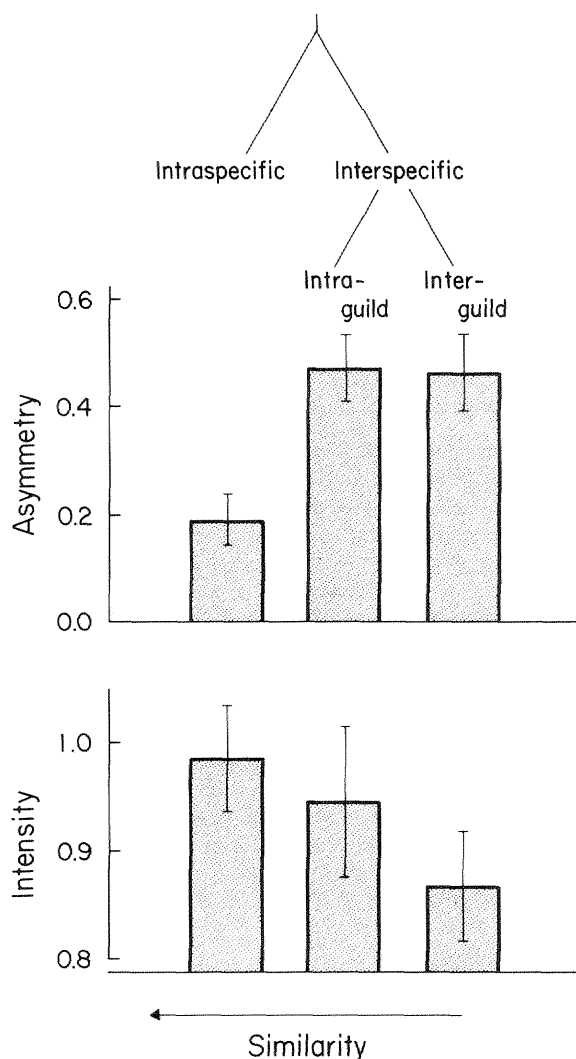 Intraspecific Interspecific
Intra- Inter-
guild guild
0.6
0.4
0.2
0.0
Asymmetry
1.0
0.9
0.8
Intensity
Similarity